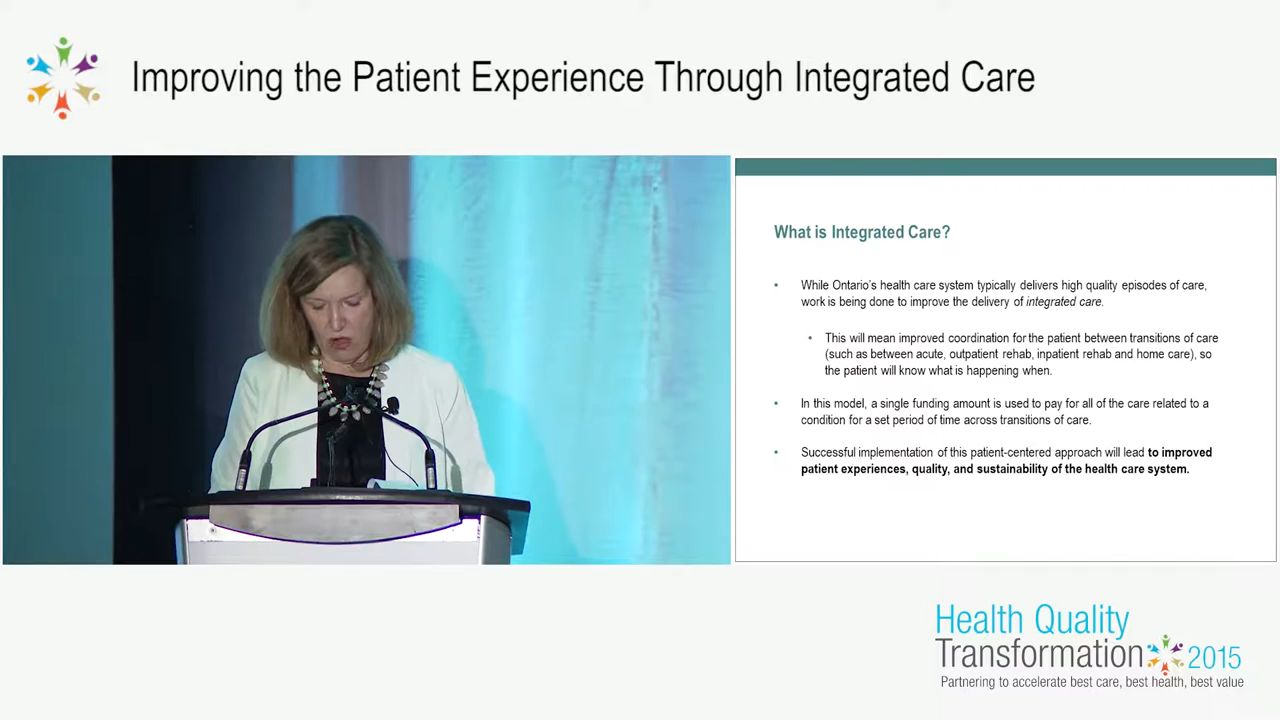 Improving the Patient Experience Through Integrated Care
What is Integrated Care?
• While Ontario's health care system typically delivers high quality episodes of care,
work is being done to improve the delivery of integrated care.
• This will mean improved coordination for the patient between transitions of care
(such as between acute, outpatient rehab, inpatient rehab and home care), so
the patient will know what is happening when.
• In this model, a single funding amount is used to pay for all of the care related to a
condition for a set period of time across transitions of care.
• Successful implementation of this patient-centered approach will lead to improved
patient experiences, quality, and sustainability of the health care system.
Health Quality
Transformation 2015
Partnering to accelerate best care, best health, best value